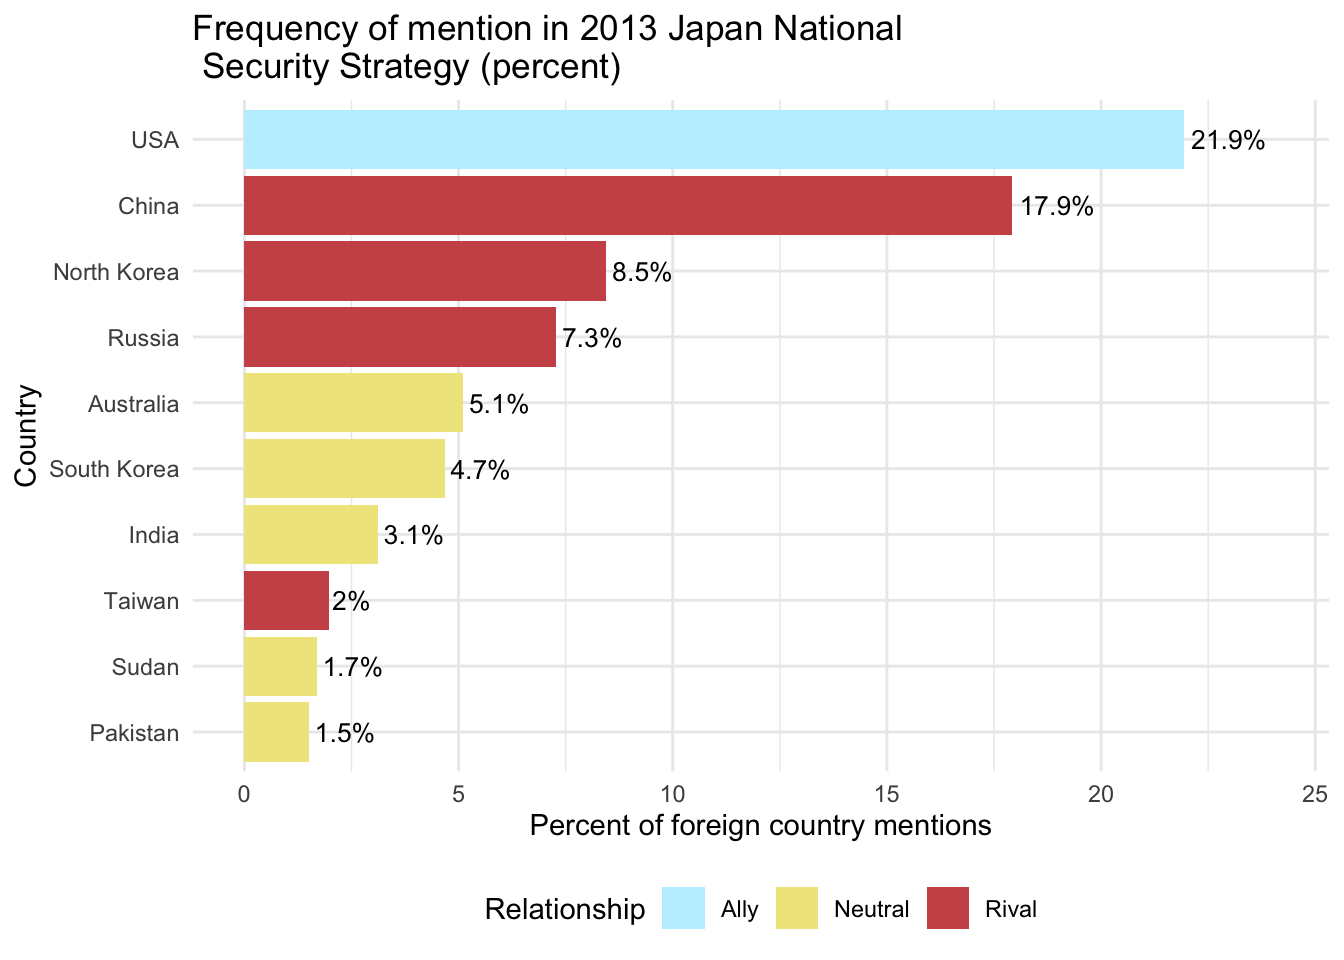 Frequency of mention in 2013 Japan National
Security Strategy (percent)
USA
21.9%
China
17.9%
North Korea
8.5%
Russia
7.3%
Australia
5.1%
South Korea
4.7%
India
3.1%
Taiwan
2%
Sudan
1.7%
Pakistan
1.5%
Country
0 5 10 15 20 25
Percent of foreign country mentions
Relationship Ally Neutral Rival